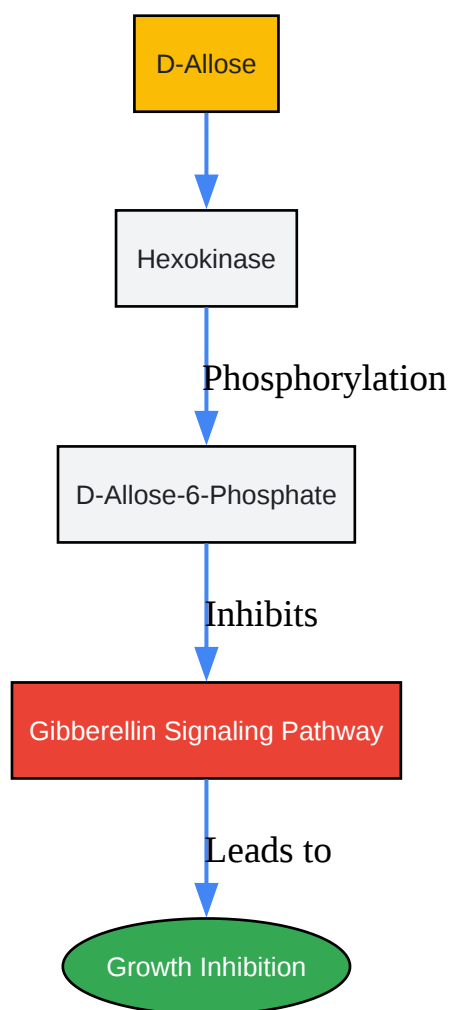 D-Allose
Hexokinase
Phosphorylation
D-Allose-6-Phosphate
Inhibits
Gibberellin Signaling Pathway
Leads to
Growth Inhibition